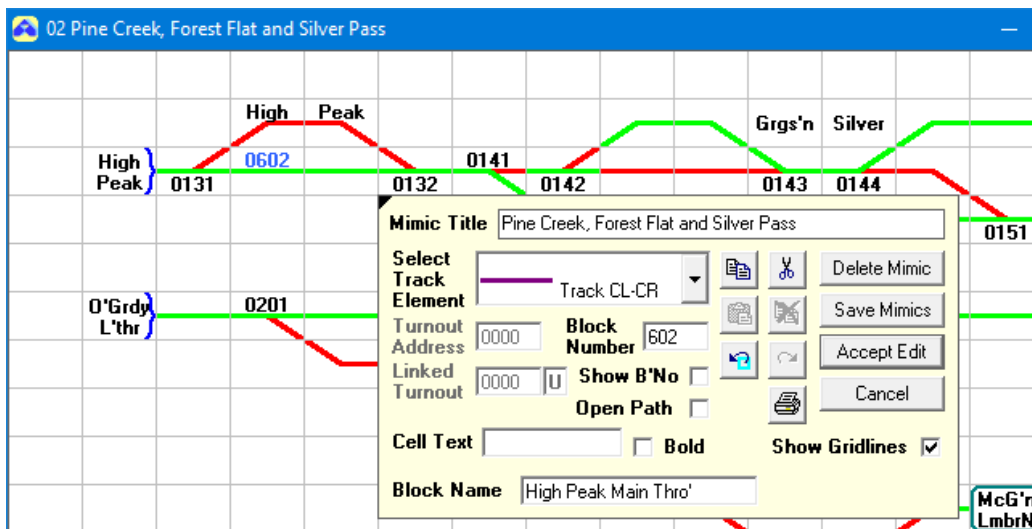 02 Pine Creek, Forest Flat and Silver Pass
High Peak
Grgs'n Silver
High
Peak
0602
0141
0131
0132
0142
0143
0144
0151
Mimic Title
Pine Creek, Forest Flat and Silver Pass
Select
Track
Element
Track CL-CR
Delete Mimic
Save Mimics
Accept Edit
Cancel
O'Grdy
L'thr
0201
Turnout
Address
0000
Block
Number
602
Linked
Turnout
0000
U
Show B'No
Open Path
Cell Text
Bold
Show Gridlines
Block Name
High Peak Main Thro'
McG'n